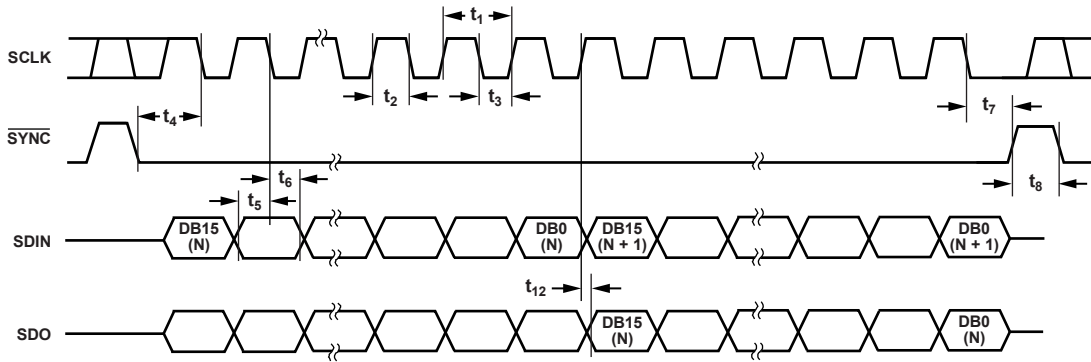 t1
SCLK
t2
t3
t4
t7
SYNC
t6
t5
t8
SDIN
DB15
(N)
DB0
(N)
DB15
(N + 1)
DB0
(N + 1)
t12
SDO
DB15
(N)
DB0
(N)